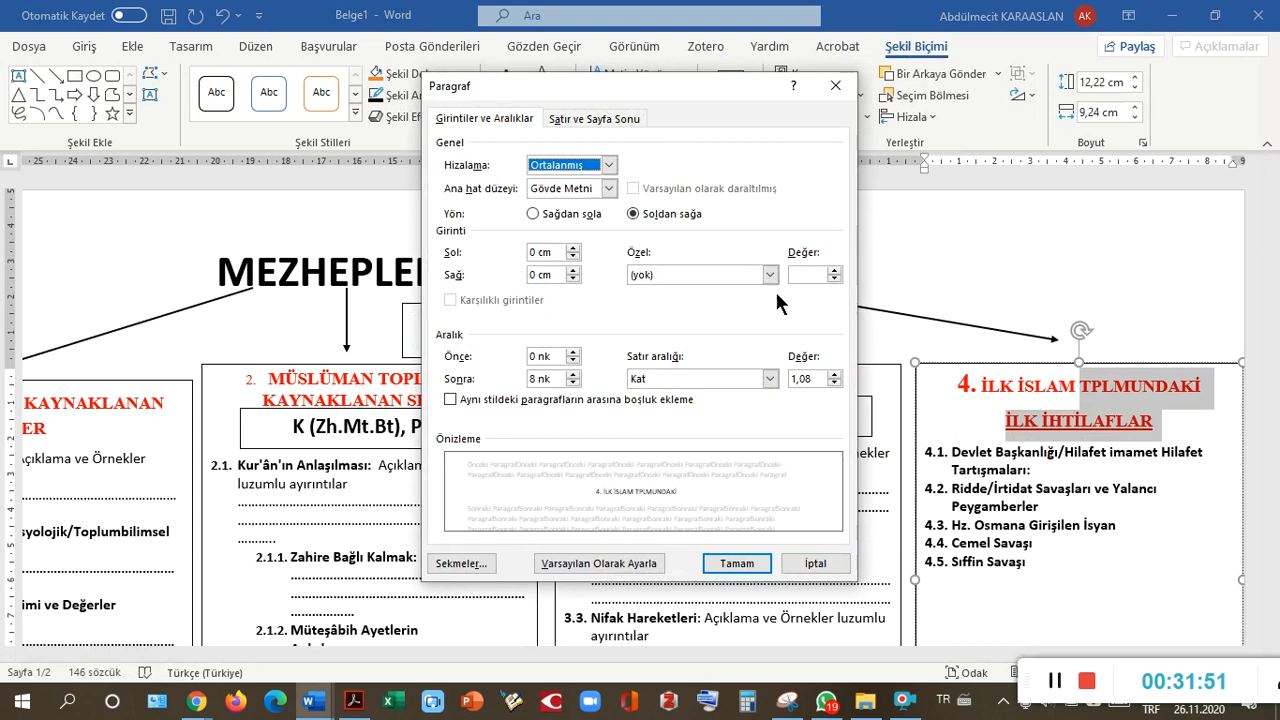 Otomatik Kaydet
Belge1 - Word
Ara
Abdülmecit KARAASLAN
AK
Dosya
Giriş
Ekle
Tasarım
Düzen
Başvurular
Posta Gönderileri
Gözden Geçir
Görünüm
Zotero
Yardım
Acrobat
Şekil Biçimi
Paylaş
Açıklamalar
Abc
Abc
Abc
Şekil Ekle
Şekil Stilleri
Bir Arkaya Gönder
Seçim Bölmesi
Hizala
Yerleştir
12,22 cm
9,24 cm
Boyut
Paragraf
Girintiler ve Aralıklar
Satır ve Sayfa Sonu
Genel
Hizalama:
Ortalanmış
Ana hat düzeyi:
Gövde Metni
Varsayılan olarak daraltılmış
Yön:
Sağdan sola
Soldan sağa
Girinti
Sol:
0 cm
Özel:
Değer:
Sağ:
0 cm
(yok)
Karşılıklı girintiler
Aralık
Önce:
0 nk
Satır aralığı:
Değer:
Sonra:
8 nk
Kat
1,08
Aynı stildeki paragrafların arasına boşluk ekleme
Önizleme
4. İLK İSLAM TPLMUNDAKİ
Sekmeler...
Varsayılan Olarak Ayarla
Tamam
İptal
MEZHEPLE
KAYNAKLANAN
ER
çıklama ve Örnekler
yolojik/Toplumbilimsel
imi ve Değerler
2. MÜSLÜMAN TOPL
KAYNAKLANAN SE
K (Zh.Mt.Bt), P
2.1. Kur'ân'ın Anlaşılması: Açıklam
luzumlu ayırıntılar
2.1.1. Zahire Bağlı Kalmak:
2.1.2. Müteşâbih Ayetlerin
nekler
3.3. Nifak Hareketleri: Açıklama ve Örnekler luzumlu
ayırıntılar
4. İLK İSLAM TPLMUNDAKİ
İLK İHTİLAFLAR
4.1. Devlet Başkanlığı/Hilafet imamet Hilafet
Tartışmaları:
4.2. Ridde/İrtidat Savaşları ve Yalancı
Peygamberler
4.3. Hz. Osmana Girişilen İsyan
4.4. Cemel Savaşı
4.5. Sıffin Savaşı
Sayfa 1/2
146 sözcük
Türkçe (Türkiye)
Odak
00:31:51
19
TR
TR
26.11.2020